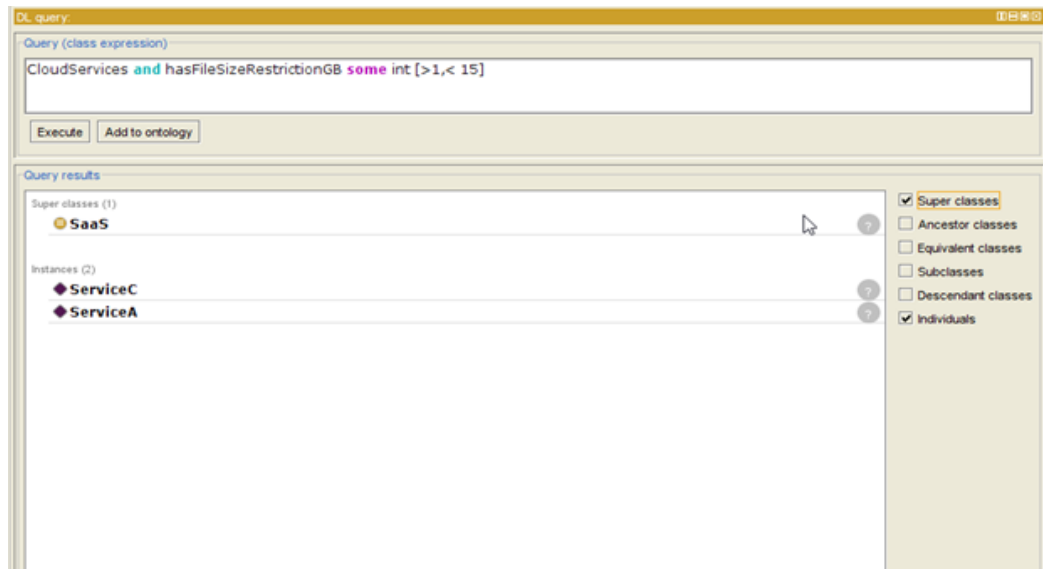 DL query:
Query (class expression)
CloudServices and hasFileSizeRestrictionGB some int [>1,< 15]
Execute
Add to ontology
Query results
Super classes (1)
SaaS
?
Instances (2)
ServiceC
?
ServiceA
?
Super classes
Ancestor classes
Equivalent classes
Subclasses
Descendant classes
Individuals